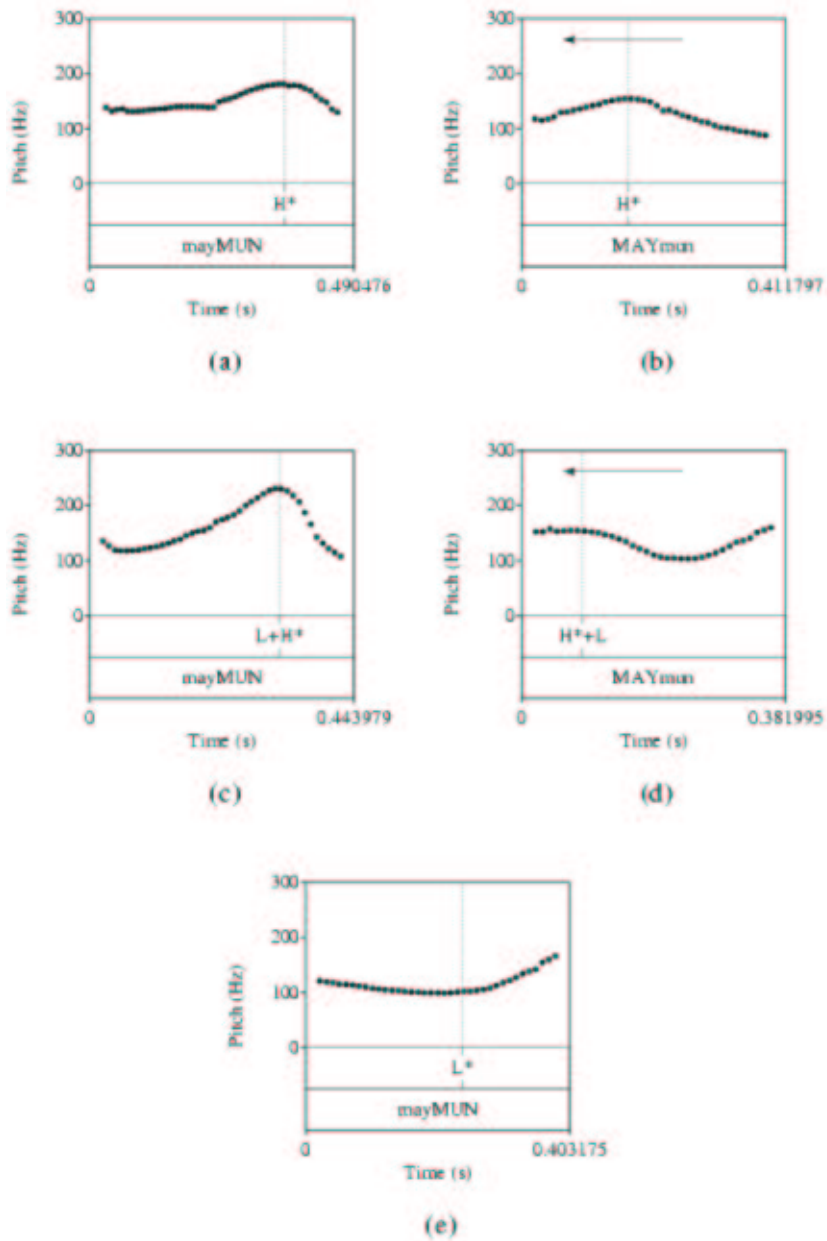 300
200
100
0
Pitch (Hz)
H*
mayMUN
0
0.490476
Time (s)
(a)
300
200
100
0
Pitch (Hz)
H*
MAYmun
0
0.411797
Time (s)
(b)
300
200
100
0
Pitch (Hz)
L+H*
mayMUN
0
0.443979
Time (s)
(c)
300
200
100
0
Pitch (Hz)
H*+L
MAYmun
0
0.381995
Time (s)
(d)
300
200
100
0
Pitch (Hz)
L*
mayMUN
0
0.403175
Time (s)
(e)